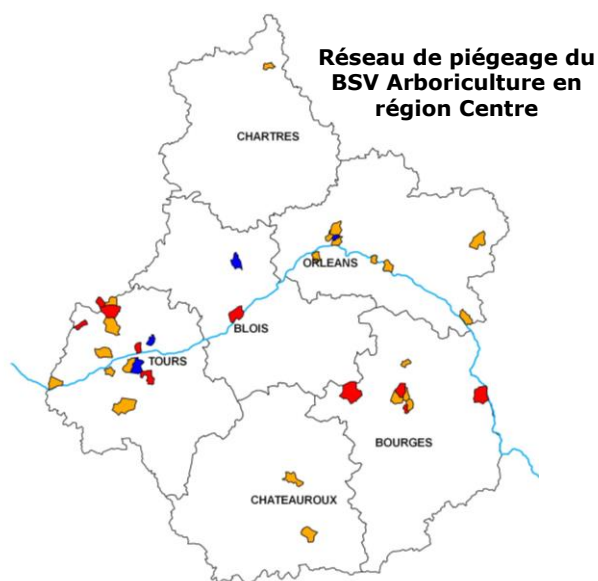 Réseau de piégeage du
BSV Arboriculture en
région Centre
CHARTRES
ORLEANS
BLOIS
TOURS
BOURGES
CHATEAUROUX